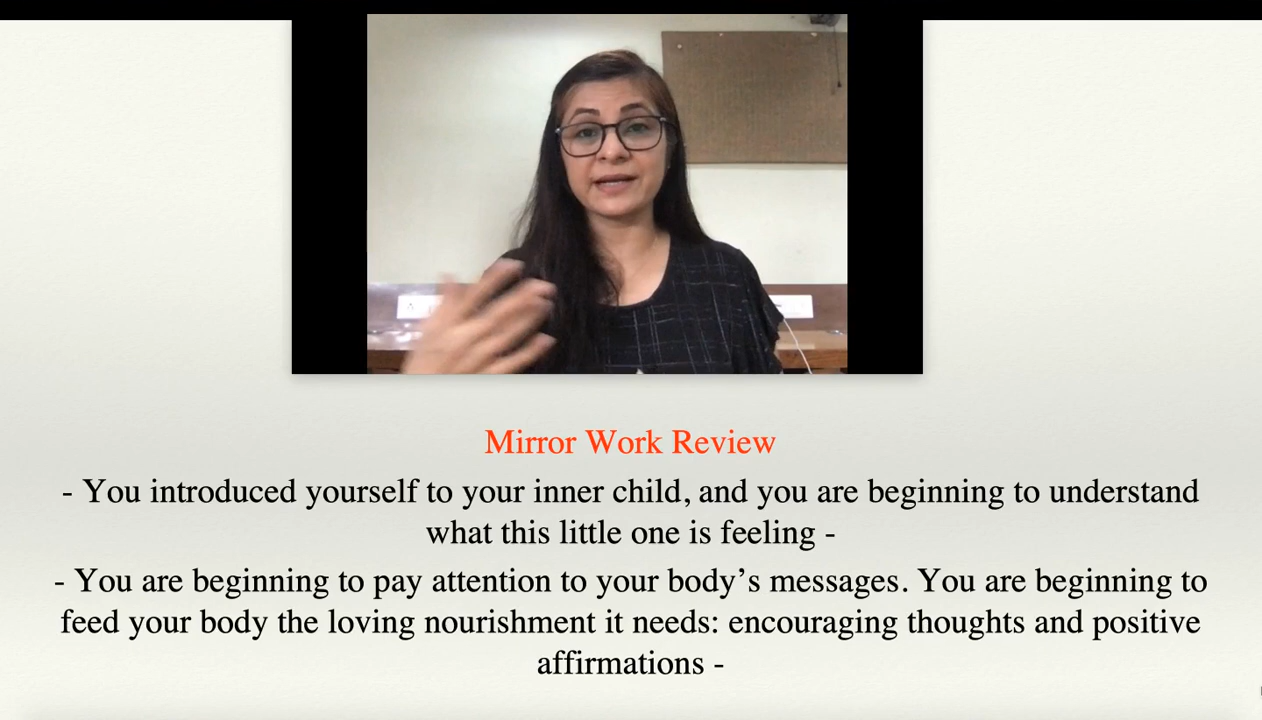 Mirror Work Review
- You introduced yourself to your inner child, and you are beginning to understand
what this little one is feeling -
- You are beginning to pay attention to your body’s messages. You are beginning to
feed your body the loving nourishment it needs: encouraging thoughts and positive
affirmations -